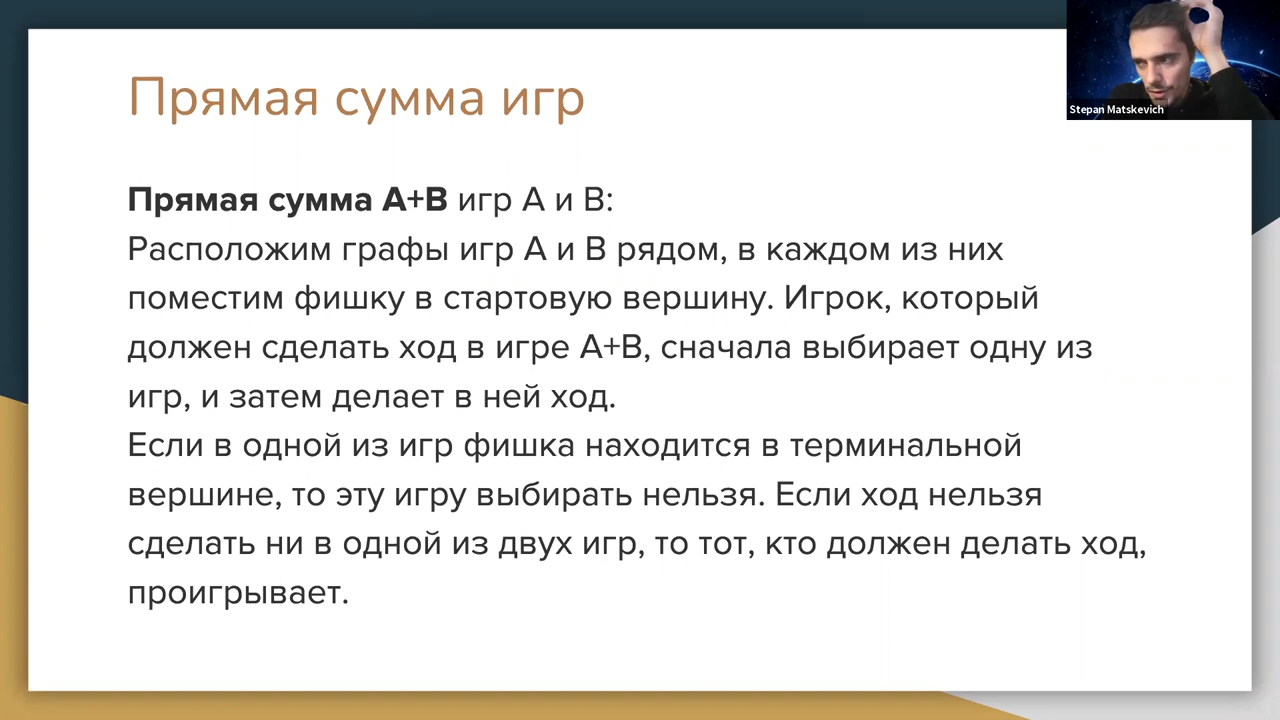 Прямая сумма игр
Stepan Matskevich
Прямая сумма A+B игр A и B:
Расположим графы игр A и B рядом, в каждом из них
поместим фишку в стартовую вершину. Игрок, который
должен сделать ход в игре A+B, сначала выбирает одну из
игр, и затем делает в ней ход.
Если в одной из игр фишка находится в терминальной
вершине, то эту игру выбирать нельзя. Если ход нельзя
сделать ни в одной из двух игр, то тот, кто должен делать ход,
проигрывает.